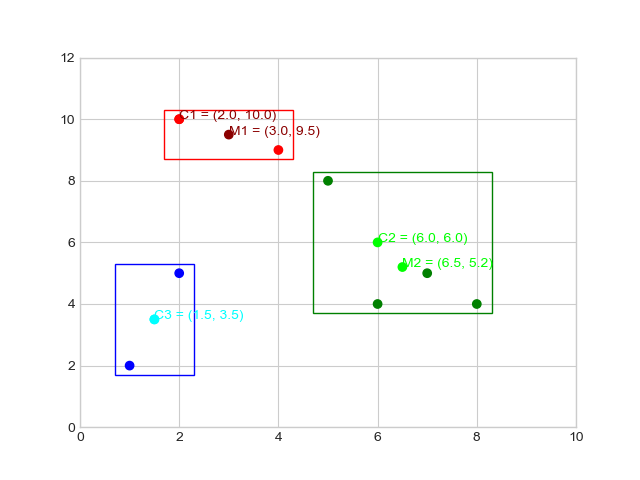 12
10
8
6
4
2
0
C1 = (2.0, 10.0)
M1 = (3.0, 9.5)
C2 = (6.0, 6.0)
M2 = (6.5, 5.2)
C3 = (1.5, 3.5)
0 2 4 6 8 10